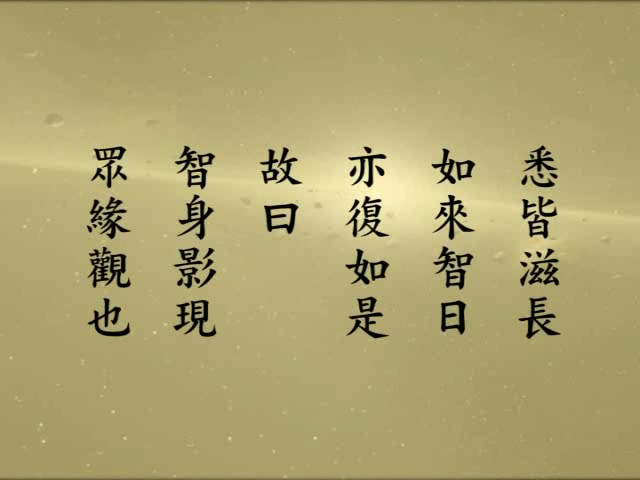 悉皆滋長
如來智日
亦復如是
故曰
智身影現
眾緣觀也